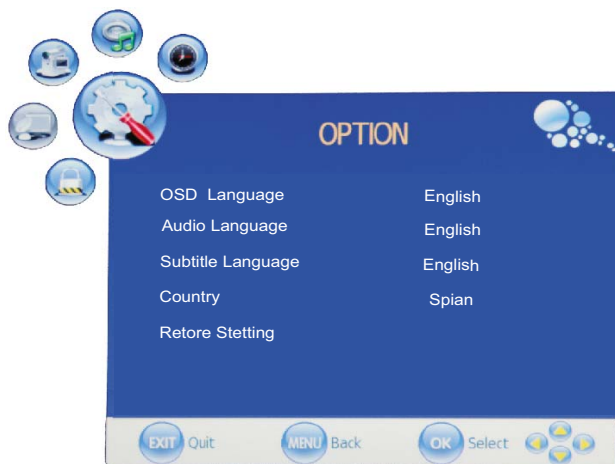 OPTION
OSD Language English
Audio Language English
Subtitle Language English
Country Spian
Retore Stetting
EXIT Quit MENU Back OK Select